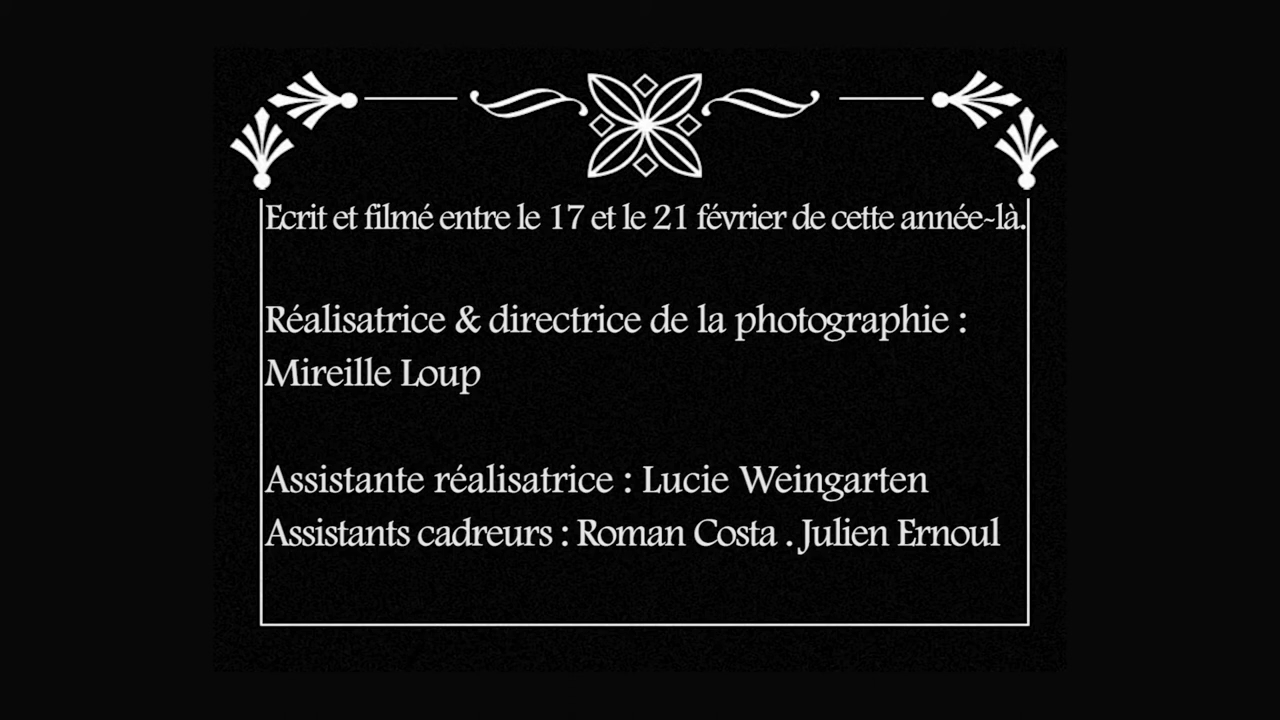 Ecrit et filmé entre le 17 et le 21 février de cette année-là.
Réalisatrice & directrice de la photographie :
Mireille Loup
Assistante réalisatrice : Lucie Weingarten
Assistants cadreurs : Roman Costa . Julien Ernoul